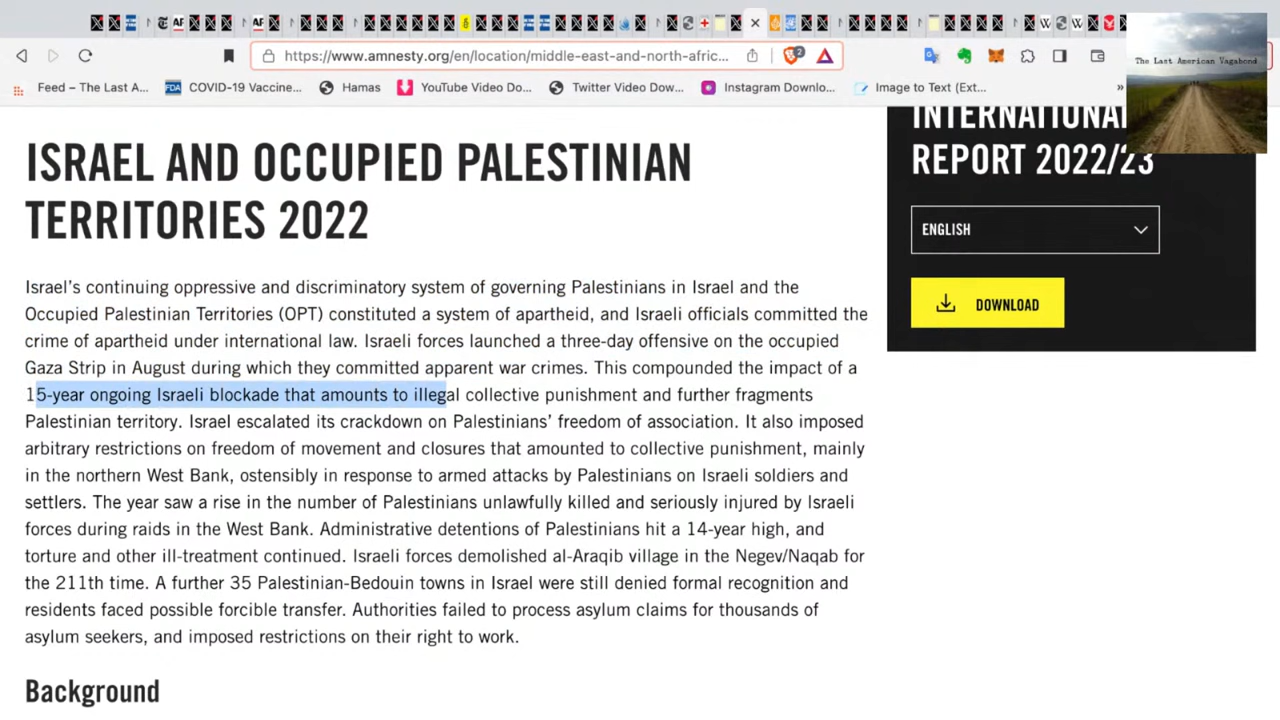 https://www.amnesty.org/en/location/middle-east-and-north-afric...
Feed – The Last A...
COVID-19 Vaccine...
Hamas
YouTube Video Do...
Twitter Video Dow...
Instagram Downlo...
Image to Text (Ext...
»
The Last American Vagabond
ISRAEL AND OCCUPIED PALESTINIAN
TERRITORIES 2022
Israel's continuing oppressive and discriminatory system of governing Palestinians in Israel and the
Occupied Palestinian Territories (OPT) constituted a system of apartheid, and Israeli officials committed the
crime of apartheid under international law. Israeli forces launched a three-day offensive on the occupied
Gaza Strip in August during which they committed apparent war crimes. This compounded the impact of a
15-year ongoing Israeli blockade that amounts to illegal collective punishment and further fragments
Palestinian territory. Israel escalated its crackdown on Palestinians' freedom of association. It also imposed
arbitrary restrictions on freedom of movement and closures that amounted to collective punishment, mainly
in the northern West Bank, ostensibly in response to armed attacks by Palestinians on Israeli soldiers and
settlers. The year saw a rise in the number of Palestinians unlawfully killed and seriously injured by Israeli
forces during raids in the West Bank. Administrative detentions of Palestinians hit a 14-year high, and
torture and other ill-treatment continued. Israeli forces demolished al-Araqib village in the Negev/Naqab for
the 211th time. A further 35 Palestinian-Bedouin towns in Israel were still denied formal recognition and
residents faced possible forcible transfer. Authorities failed to process asylum claims for thousands of
asylum seekers, and imposed restrictions on their right to work.
Background
INTERNATIONAL
REPORT 2022/23
ENGLISH
DOWNLOAD